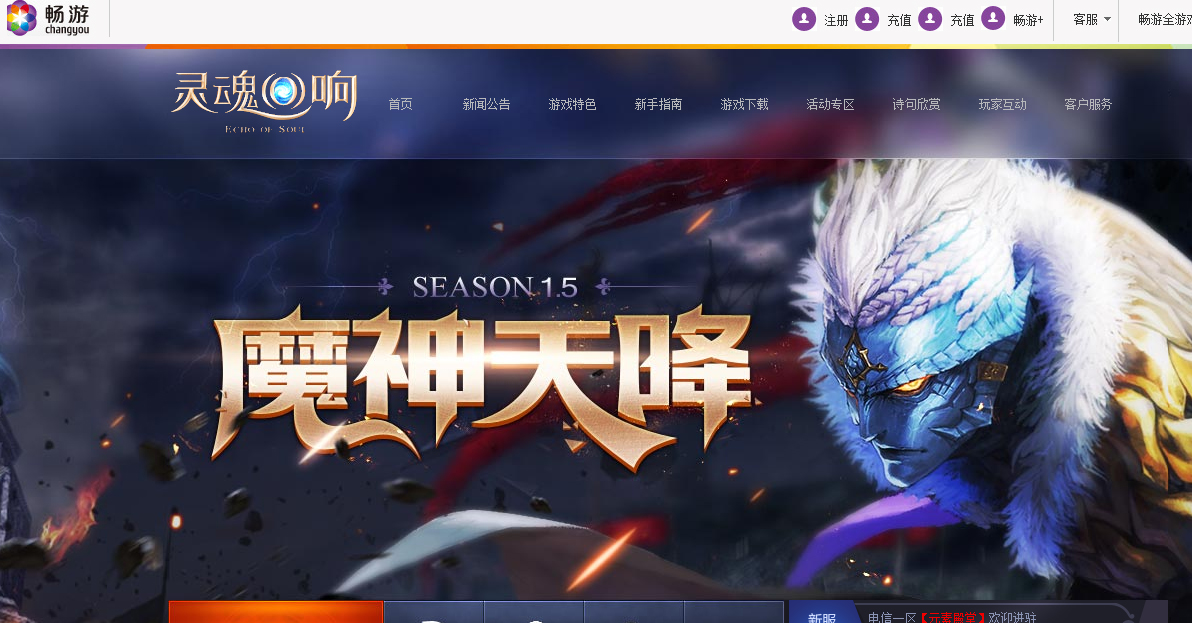 畅游 changyou 注册 充值 充值 畅游+ 客服 畅游全游戏
灵魂回响 首页 新闻公告 游戏特色 新手指南 游戏下载 活动专区 诗句欣赏 玩家互动 客户服务
ECHO OF SOUL
SEASON 1.5
魔神天降
新服 电信一区【元素圣堂】欢迎进驻